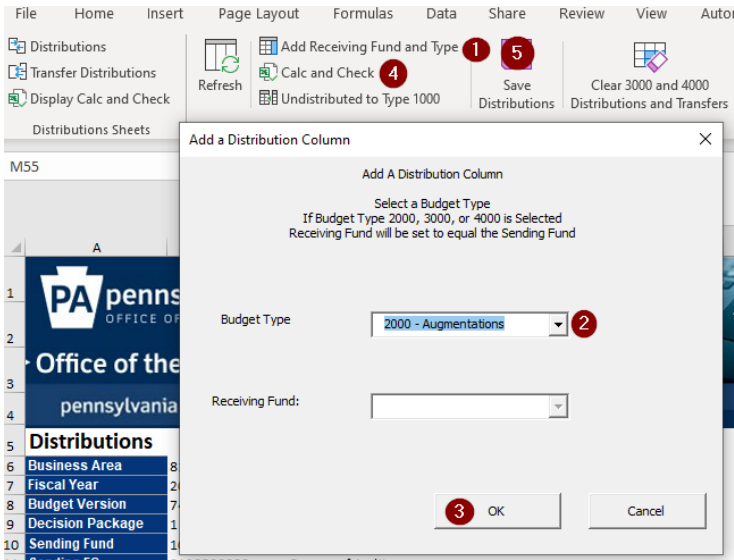 File Home Insert Page Layout Formulas Data Share Review View
Distributions
Transfer Distributions
Display Calc and Check
Distributions Sheets
Refresh
Add Receiving Fund and Type 1
Calc and Check 4
Undistributed to Type 1000
5
Save
Distributions
Clear 3000 and 4000
Distributions and Transfers
M55
Add a Distribution Column
Add A Distribution Column
Select a Budget Type
If Budget Type 2000, 3000, or 4000 is Selected
Receiving Fund will be set to equal the Sending Fund
Budget Type 2000 - Augmentations 2
Receiving Fund:
3 OK Cancel
A
1
PA penns
OFFICE OF
2
Office of the
3
4 pennsylvania
5 Distributions
6 Business Area 8
7 Fiscal Year 20
8 Budget Version
9 Decision Package 1
10 Sending Fund